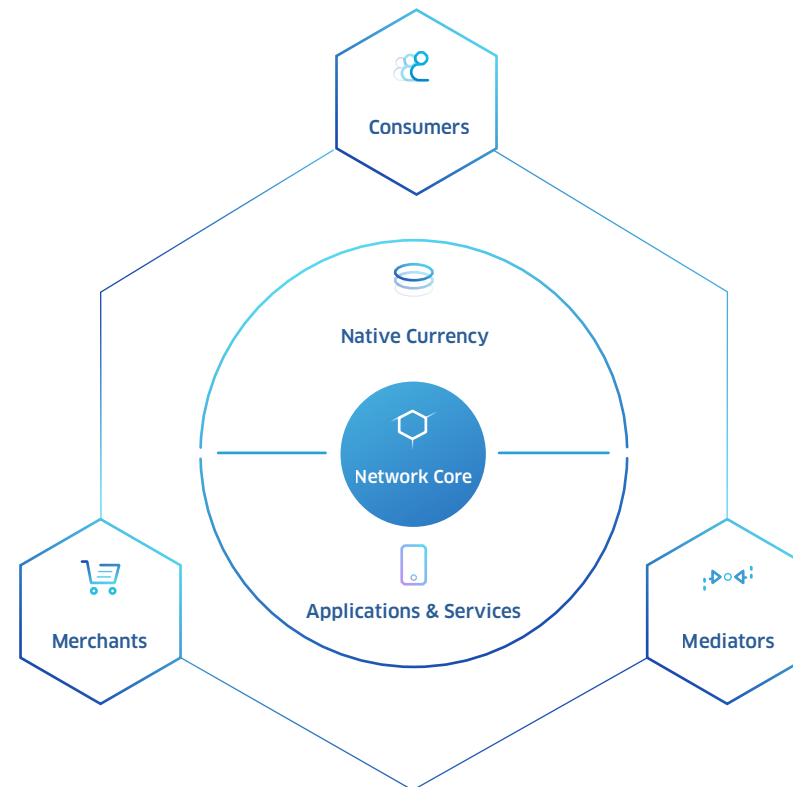 Consumers
Native Currency
Network Core
Applications & Services
Merchants
Mediators